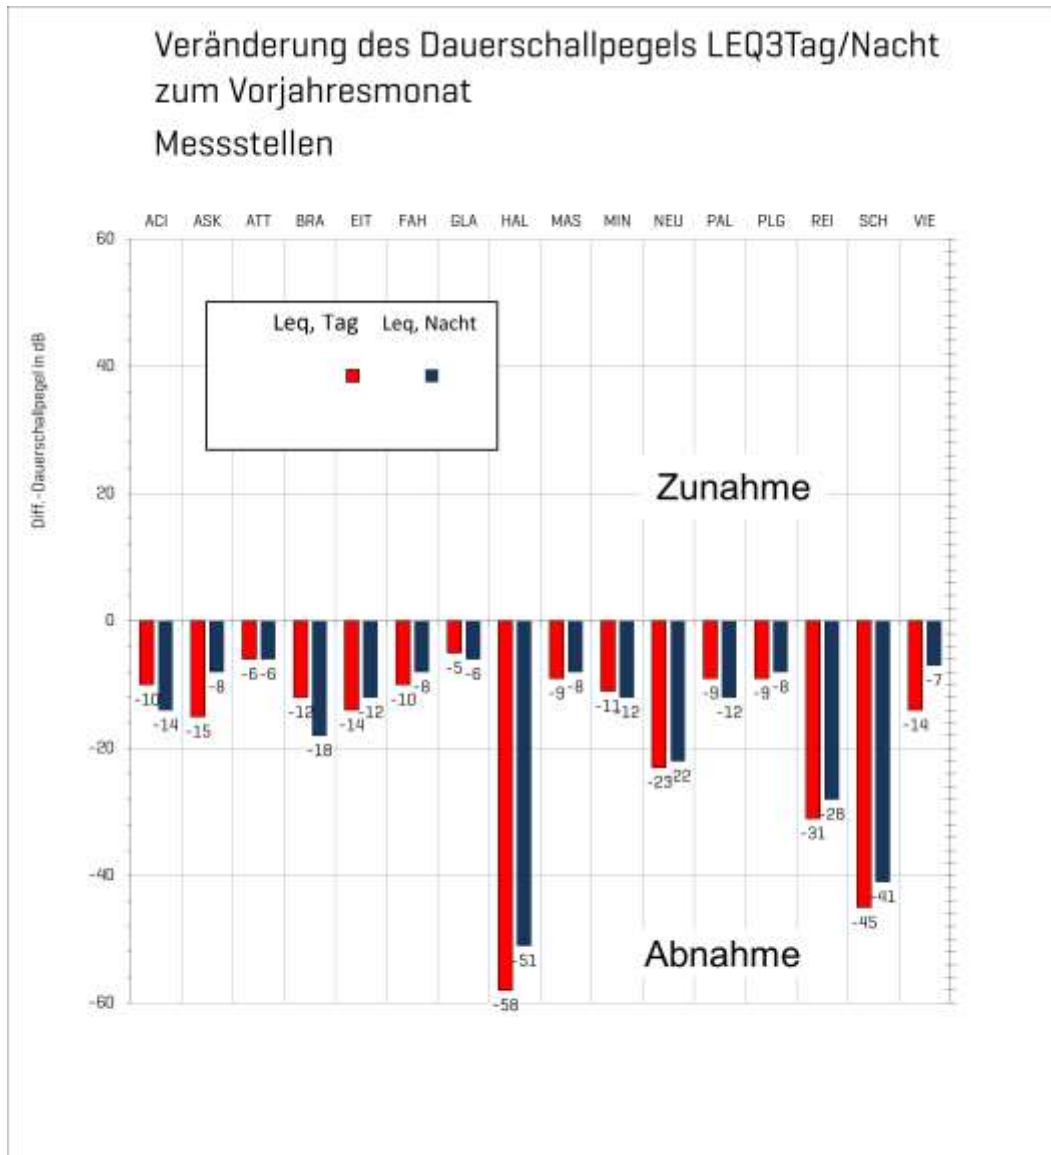 Veränderung des Dauerschallpegels LEQ3Tag/Nacht
zum Vorjahresmonat
Messstellen
ACI ASK ATT BRA EIT FAH GLA HAL MAS MIN NEU PAL PLG REI SCH VIE
60
Leq, Tag Leq, Nacht
40
Diff.-Dauerschallpegel in dB
Zunahme
20
0
-10 -14 -15 -8 -6 -6 -12 -18 -14 -12 -10 -8 -5 -6 -58 -51 -9 -8 -11 -12 -23 -22 -9 -12 -9 -8 -31 -28 -45 -41 -14 -7
-20
-40
Abnahme
-60